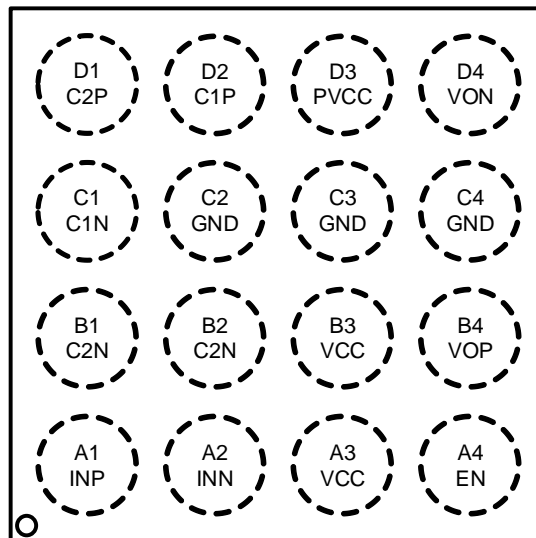 D1 D2 D3 D4
C2P C1P PVCC VON
C1 C2 C3 C4
C1N GND GND GND
B1 B2 B3 B4
C2N C2N VCC VOP
A1 A2 A3 A4
INP INN VCC EN